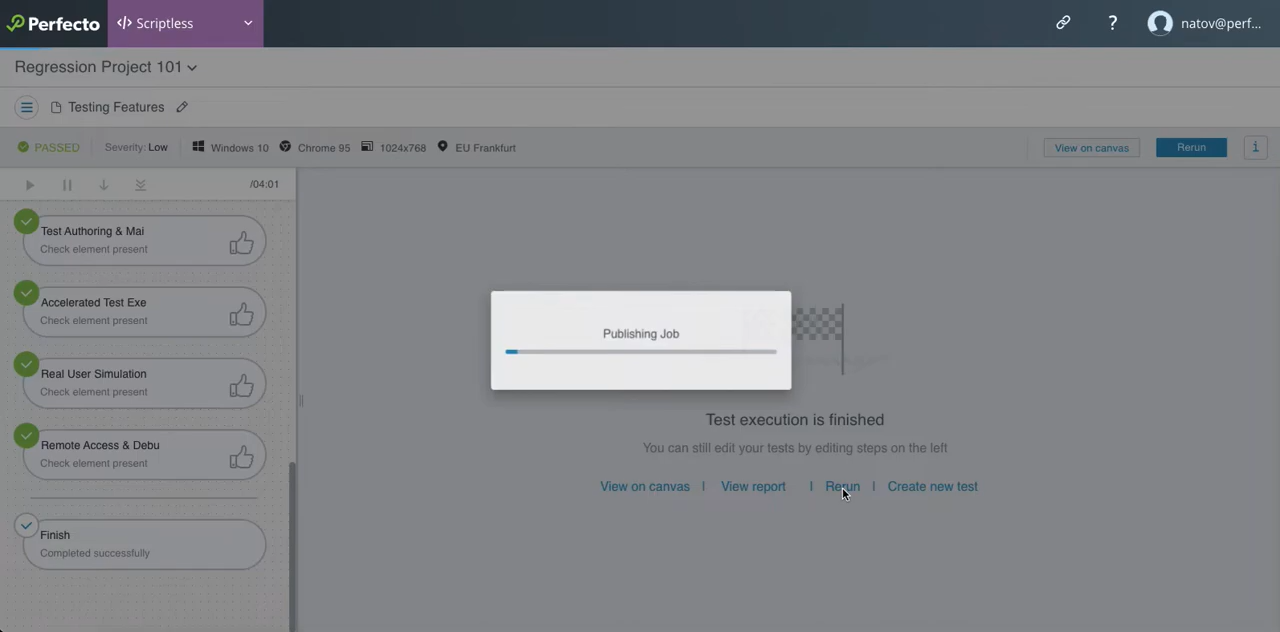 Perfecto
</> Scriptless
?
natov@perf...
Regression Project 101
Testing Features
PASSED
Severity: Low
Windows 10
Chrome 95
1024x768
EU Frankfurt
View on canvas
Rerun
i
/04:01
Test Authoring & Mai
Check element present
Accelerated Test Exe
Check element present
Real User Simulation
Check element present
Remote Access & Debu
Check element present
Finish
Completed successfully
Publishing Job
Test execution is finished
You can still edit your tests by editing steps on the left
View on canvas | View report | Rerun | Create new test